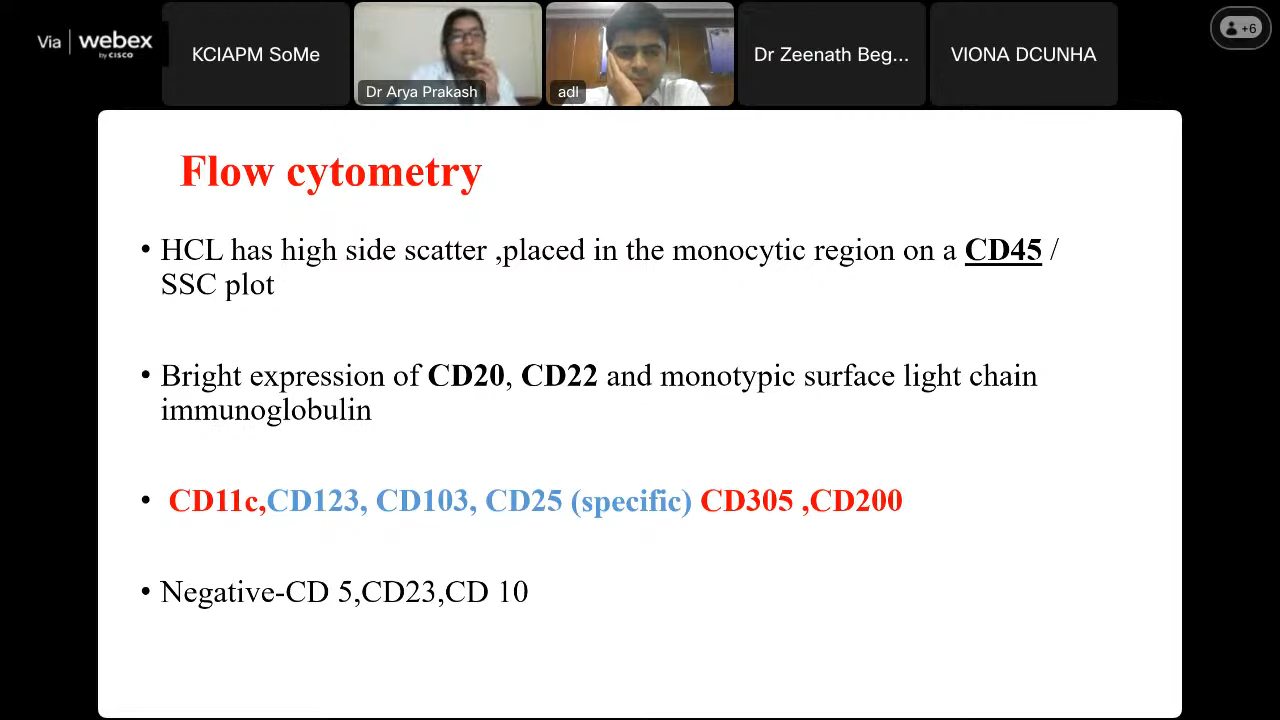 Via webex
by CISCO
KCIAPM SoMe
Dr Arya Prakash
adl
Dr Zeenath Beg...
VIONA DCUNHA
+6
Flow cytometry
• HCL has high side scatter ,placed in the monocytic region on a CD45 /
SSC plot
• Bright expression of CD20, CD22 and monotypic surface light chain
immunoglobulin
• CD11c,CD123, CD103, CD25 (specific) CD305 ,CD200
• Negative-CD 5,CD23,CD 10